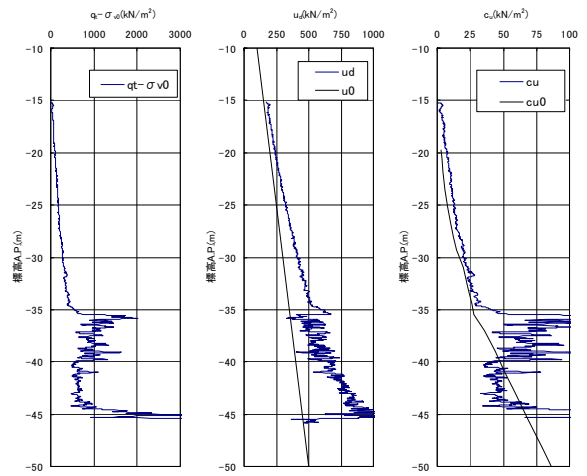 qt-σv0(kN/m²)
0 1000 2000 3000
-10
-15
-20
-25
-30
-35
-40
-45
-50
標高A.P.(m)
qt-σv0
ud(kN/m²)
0 250 500 750 1000
-10
-15
-20
-25
-30
-35
-40
-45
-50
標高A.P.(m)
ud
u0
cu(kN/m²)
0 25 50 75 100
-10
-15
-20
-25
-30
-35
-40
-45
-50
標高A.P.(m)
cu
cu0